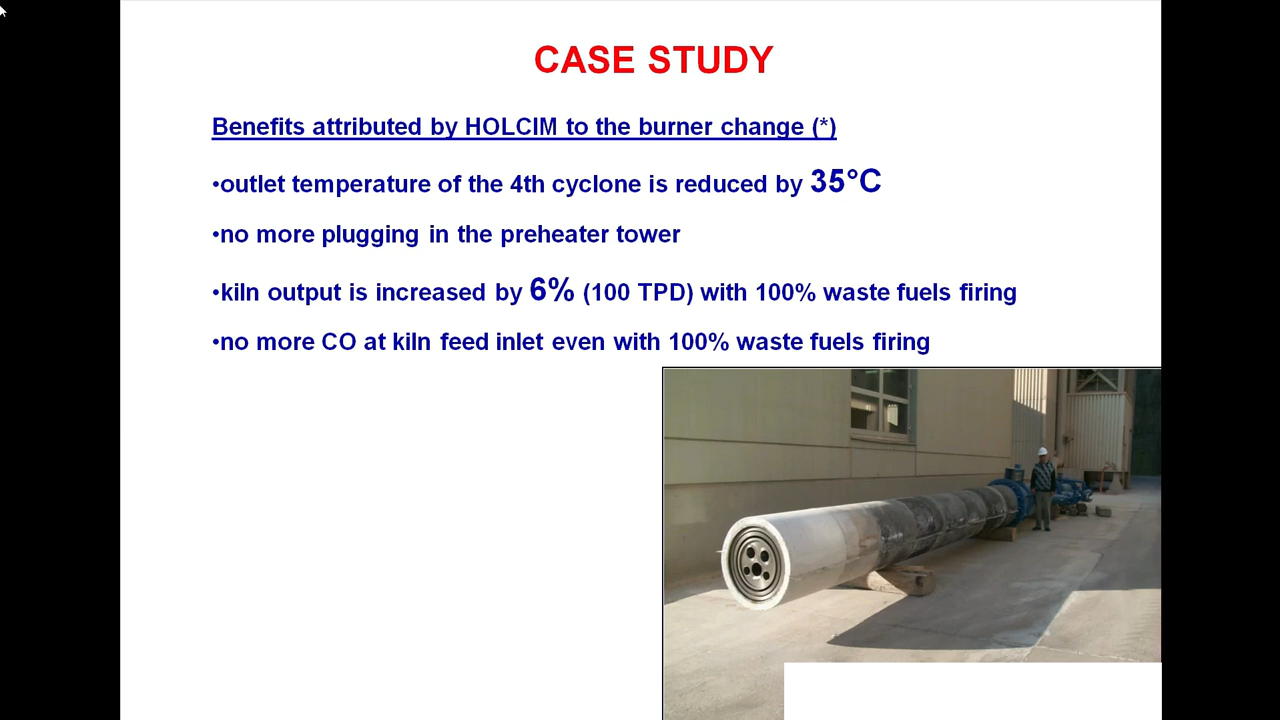 CASE STUDY
Benefits attributed by HOLCIM to the burner change (*)
•outlet temperature of the 4th cyclone is reduced by 35°C
•no more plugging in the preheater tower
•kiln output is increased by 6% (100 TPD) with 100% waste fuels firing
•no more CO at kiln feed inlet even with 100% waste fuels firing